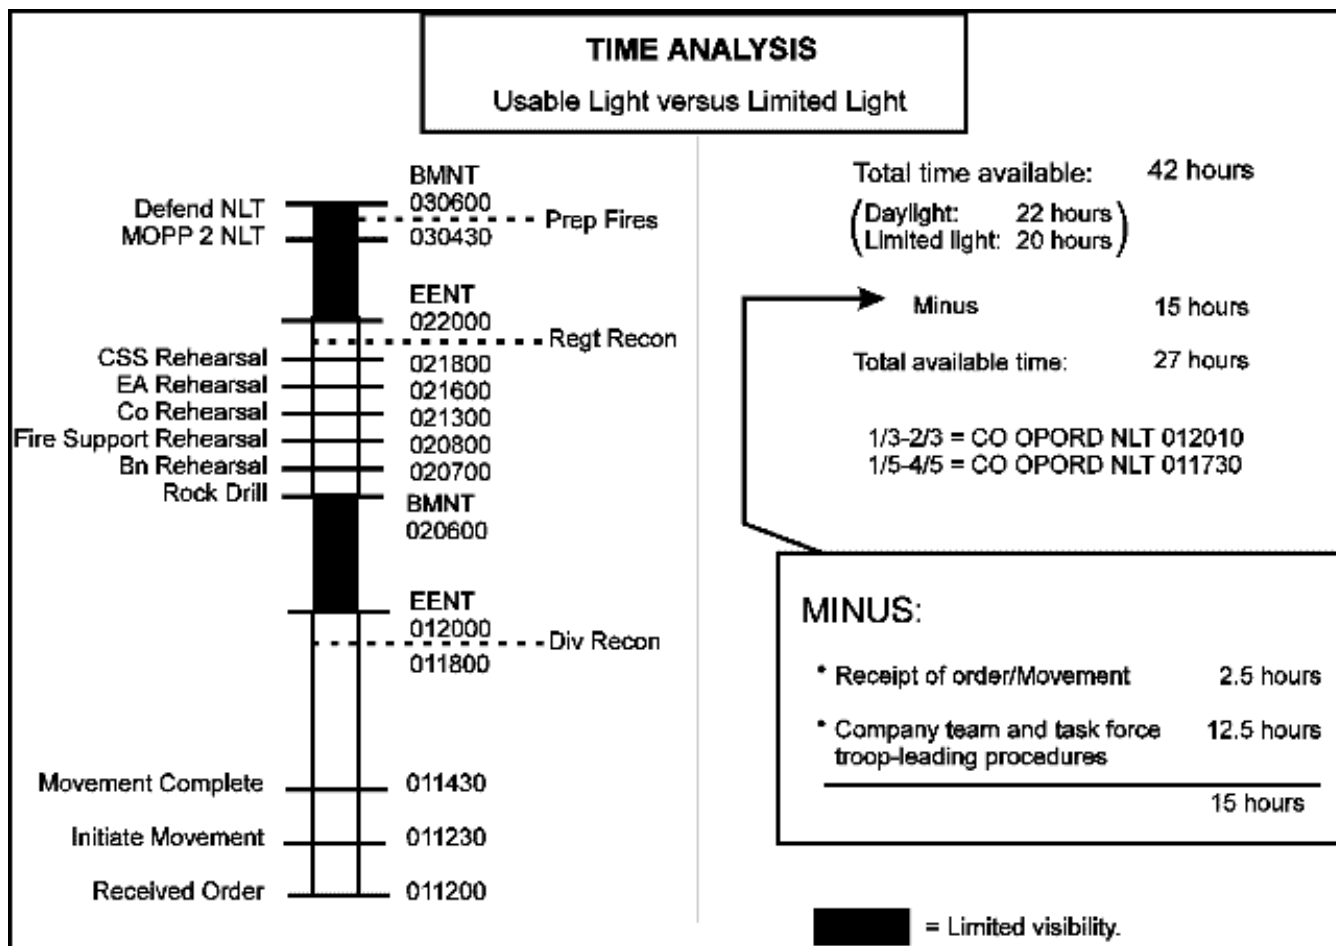 TIME ANALYSIS
Usable Light versus Limited Light
BMNT
Defend NLT 030600
Prep Fires
MOPP 2 NLT 030430
EENT
022000
Regt Recon
CSS Rehearsal 021800
EA Rehearsal 021600
Co Rehearsal 021300
Fire Support Rehearsal 020800
Bn Rehearsal 020700
Rock Drill
BMNT
020600
EENT
012000
Div Recon
011800
Movement Complete 011430
Initiate Movement 011230
Received Order 011200
Total time available: 42 hours
(Daylight: 22 hours
Limited light: 20 hours)
Minus 15 hours
Total available time: 27 hours
1/3-2/3 = CO OPORD NLT 012010
1/5-4/5 = CO OPORD NLT 011730
MINUS:
* Receipt of order/Movement 2.5 hours
* Company team and task force 12.5 hours
troop-leading procedures
15 hours
= Limited visibility.